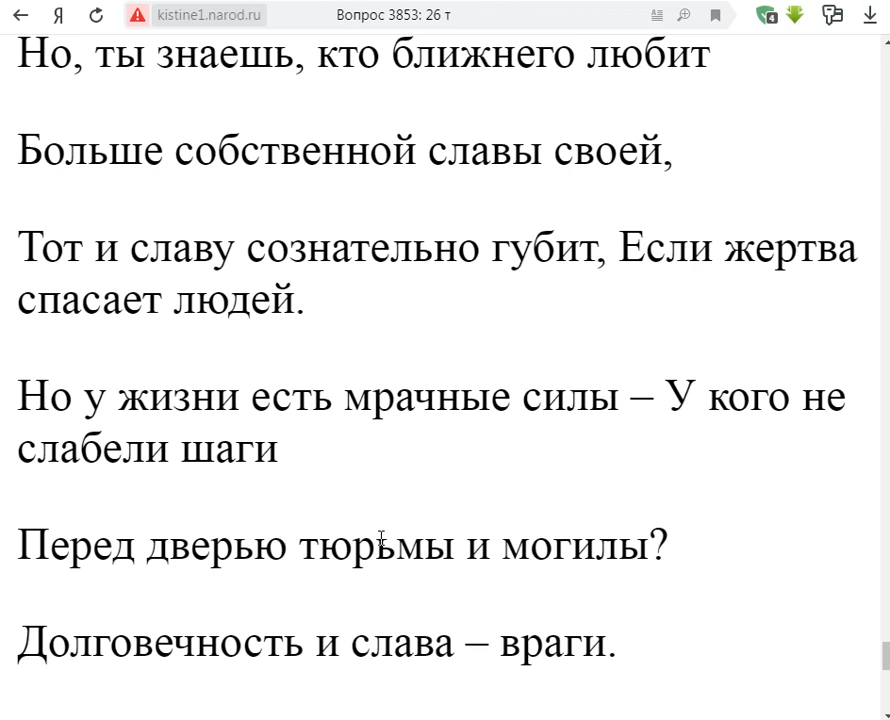 Я kistine1.narod.ru Вопрос 3853: 26 т 4
Но, ты знаешь, кто ближнего любит
Больше собственной славы своей,
Тот и славу сознательно губит, Если жертва
спасает людей.
Но у жизни есть мрачные силы – У кого не
слабели шаги
Перед дверью тюрьмы и могилы?
Долговечность и слава – враги.